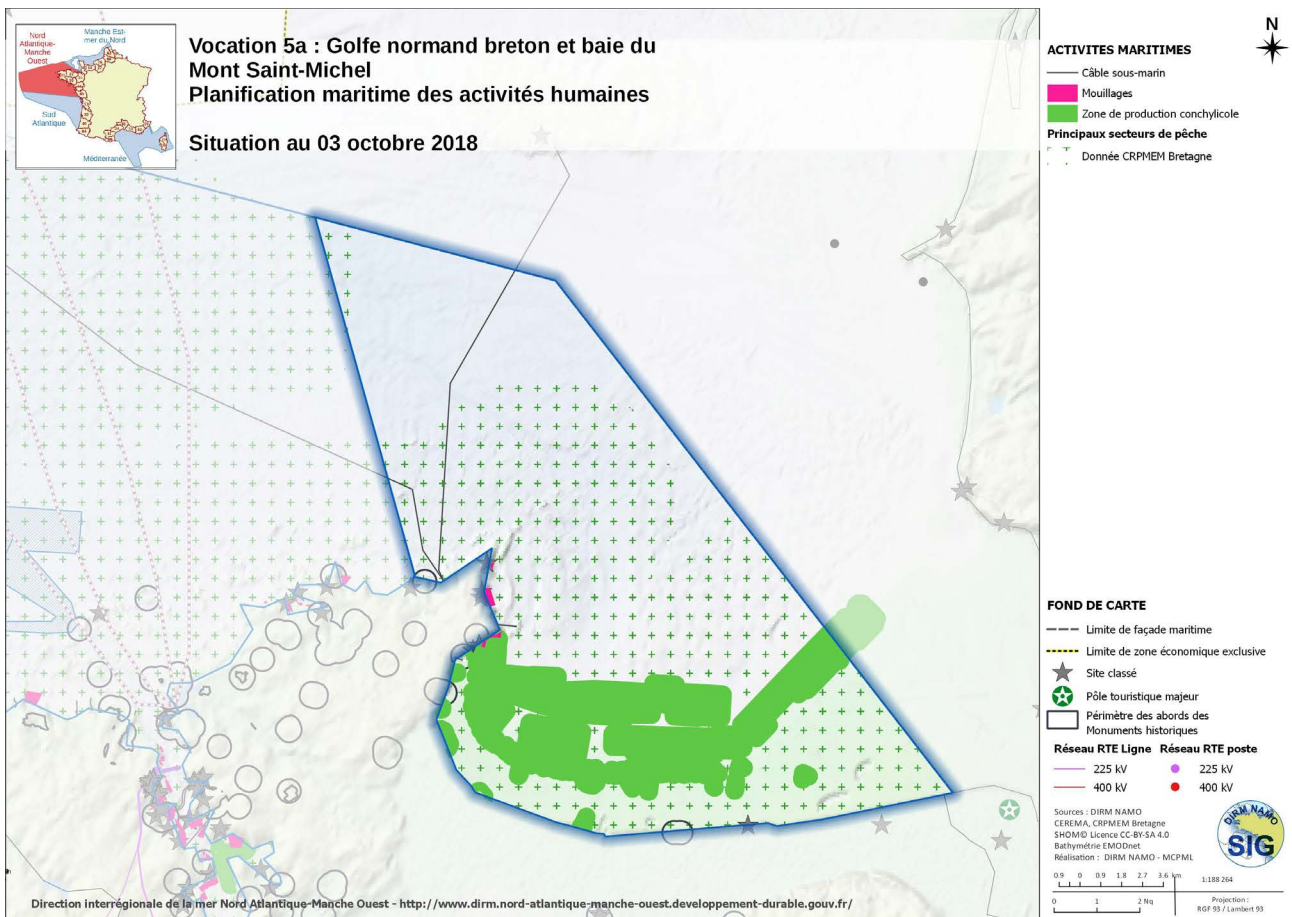 Nord
Atlantique-
Manche
Ouest
Manche Est-
mer du Nord
Sud
Atlantique
Méditerranée
Vocation 5a : Golfe normand breton et baie du
Mont Saint-Michel
Planification maritime des activités humaines
Situation au 03 octobre 2018
N
ACTIVITES MARITIMES
Câble sous-marin
Mouillages
Zone de production conchylicole
Principaux secteurs de pêche
Donnée CRPMEM Bretagne
FOND DE CARTE
Limite de façade maritime
Limite de zone économique exclusive
Site classé
Pôle touristique majeur
Périmètre des abords des
Monuments historiques
Réseau RTE Ligne Réseau RTE poste
225 kV 225 kV
400 kV 400 kV
Sources : DIRM NAMO
CEREMA, CRPMEM Bretagne
SHOM© Licence CC-BY-SA 4.0
Bathymétrie EMODnet
Réalisation : DIRM NAMO - MCPML
DIRM NAMO
SIG
0.9 0 0.9 1.8 2.7 3.6 km
1:188 264
0 1 2 Nq
Projection :
RGF 93 / Lambert 93
Direction interrégionale de la mer Nord Atlantique-Manche Ouest - http://www.dirm.nord-atlantique-manche-ouest.developpement-durable.gouv.fr/